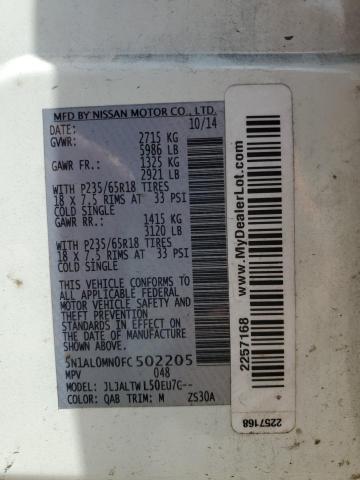 MFD BY NISSAN MOTOR CO., LTD.
DATE: 10/14
GVWR: 2715 KG
5986 LB
GAWR FR.: 1325 KG
2921 LB
WITH P235/65R18 TIRES
18 X 7.5 RIMS AT 33 PSI
COLD SINGLE
GAWR RR.: 1415 KG
3120 LB
WITH P235/65R18 TIRES
18 X 7.5 RIMS AT 33 PSI
COLD SINGLE
THIS VEHICLE CONFORMS TO
ALL APPLICABLE U.S. FEDERAL
MOTOR VEHICLE SAFETY, BUMPER,
AND THEFT PREVENTION
STANDARDS IN EFFECT ON THE
DATE OF MANUFACTURE SHOWN
ABOVE.
5N1AL0MN0FC502205
MPV 048
MODEL: JLJALTWL50EU7C--
COLOR: QAB TRIM: M ZS30A
2257168 www.MyDealerLot.com
2257168